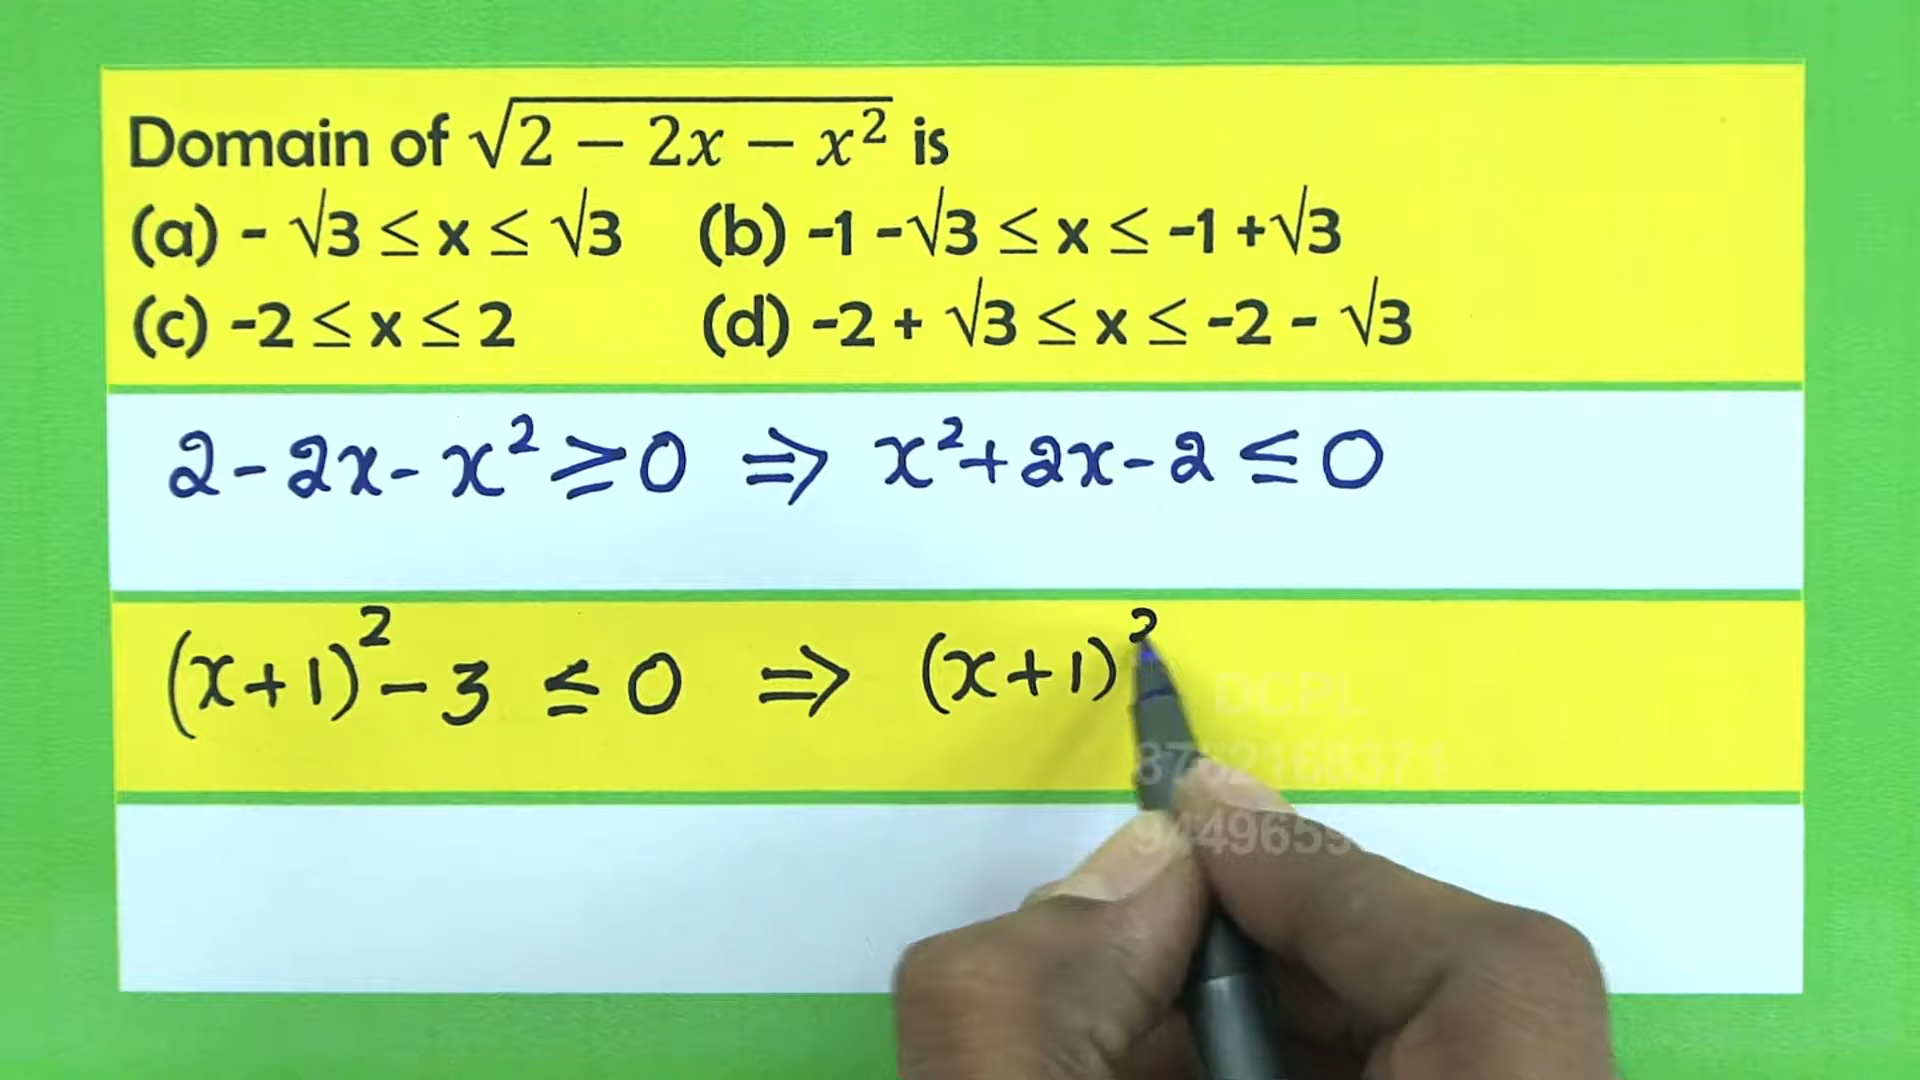 Domain of √2 − 2x − x² is
(a) - √3 ≤ x ≤ √3 (b) -1 -√3 ≤ x ≤ -1 +√3
(c) -2 ≤ x ≤ 2 (d) -2 + √3 ≤ x ≤ -2 - √3
2 - 2x - x² ≥ 0 ⇒ x² + 2x - 2 ≤ 0
(x+1)² - 3 ≤ 0 ⇒ (x+1)²
DCPL